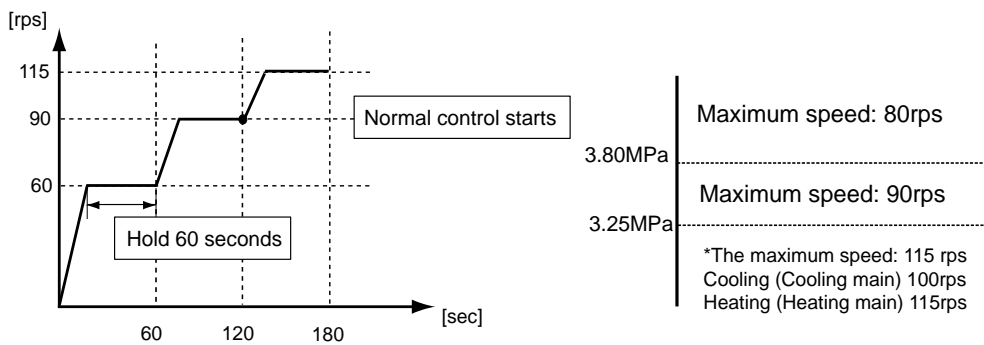 [rps]
115
90
60
Normal control starts
Hold 60 seconds
60
120
180
[sec]
Maximum speed: 80rps
3.80MPa
Maximum speed: 90rps
3.25MPa
*The maximum speed: 115 rps
Cooling (Cooling main) 100rps
Heating (Heating main) 115rps